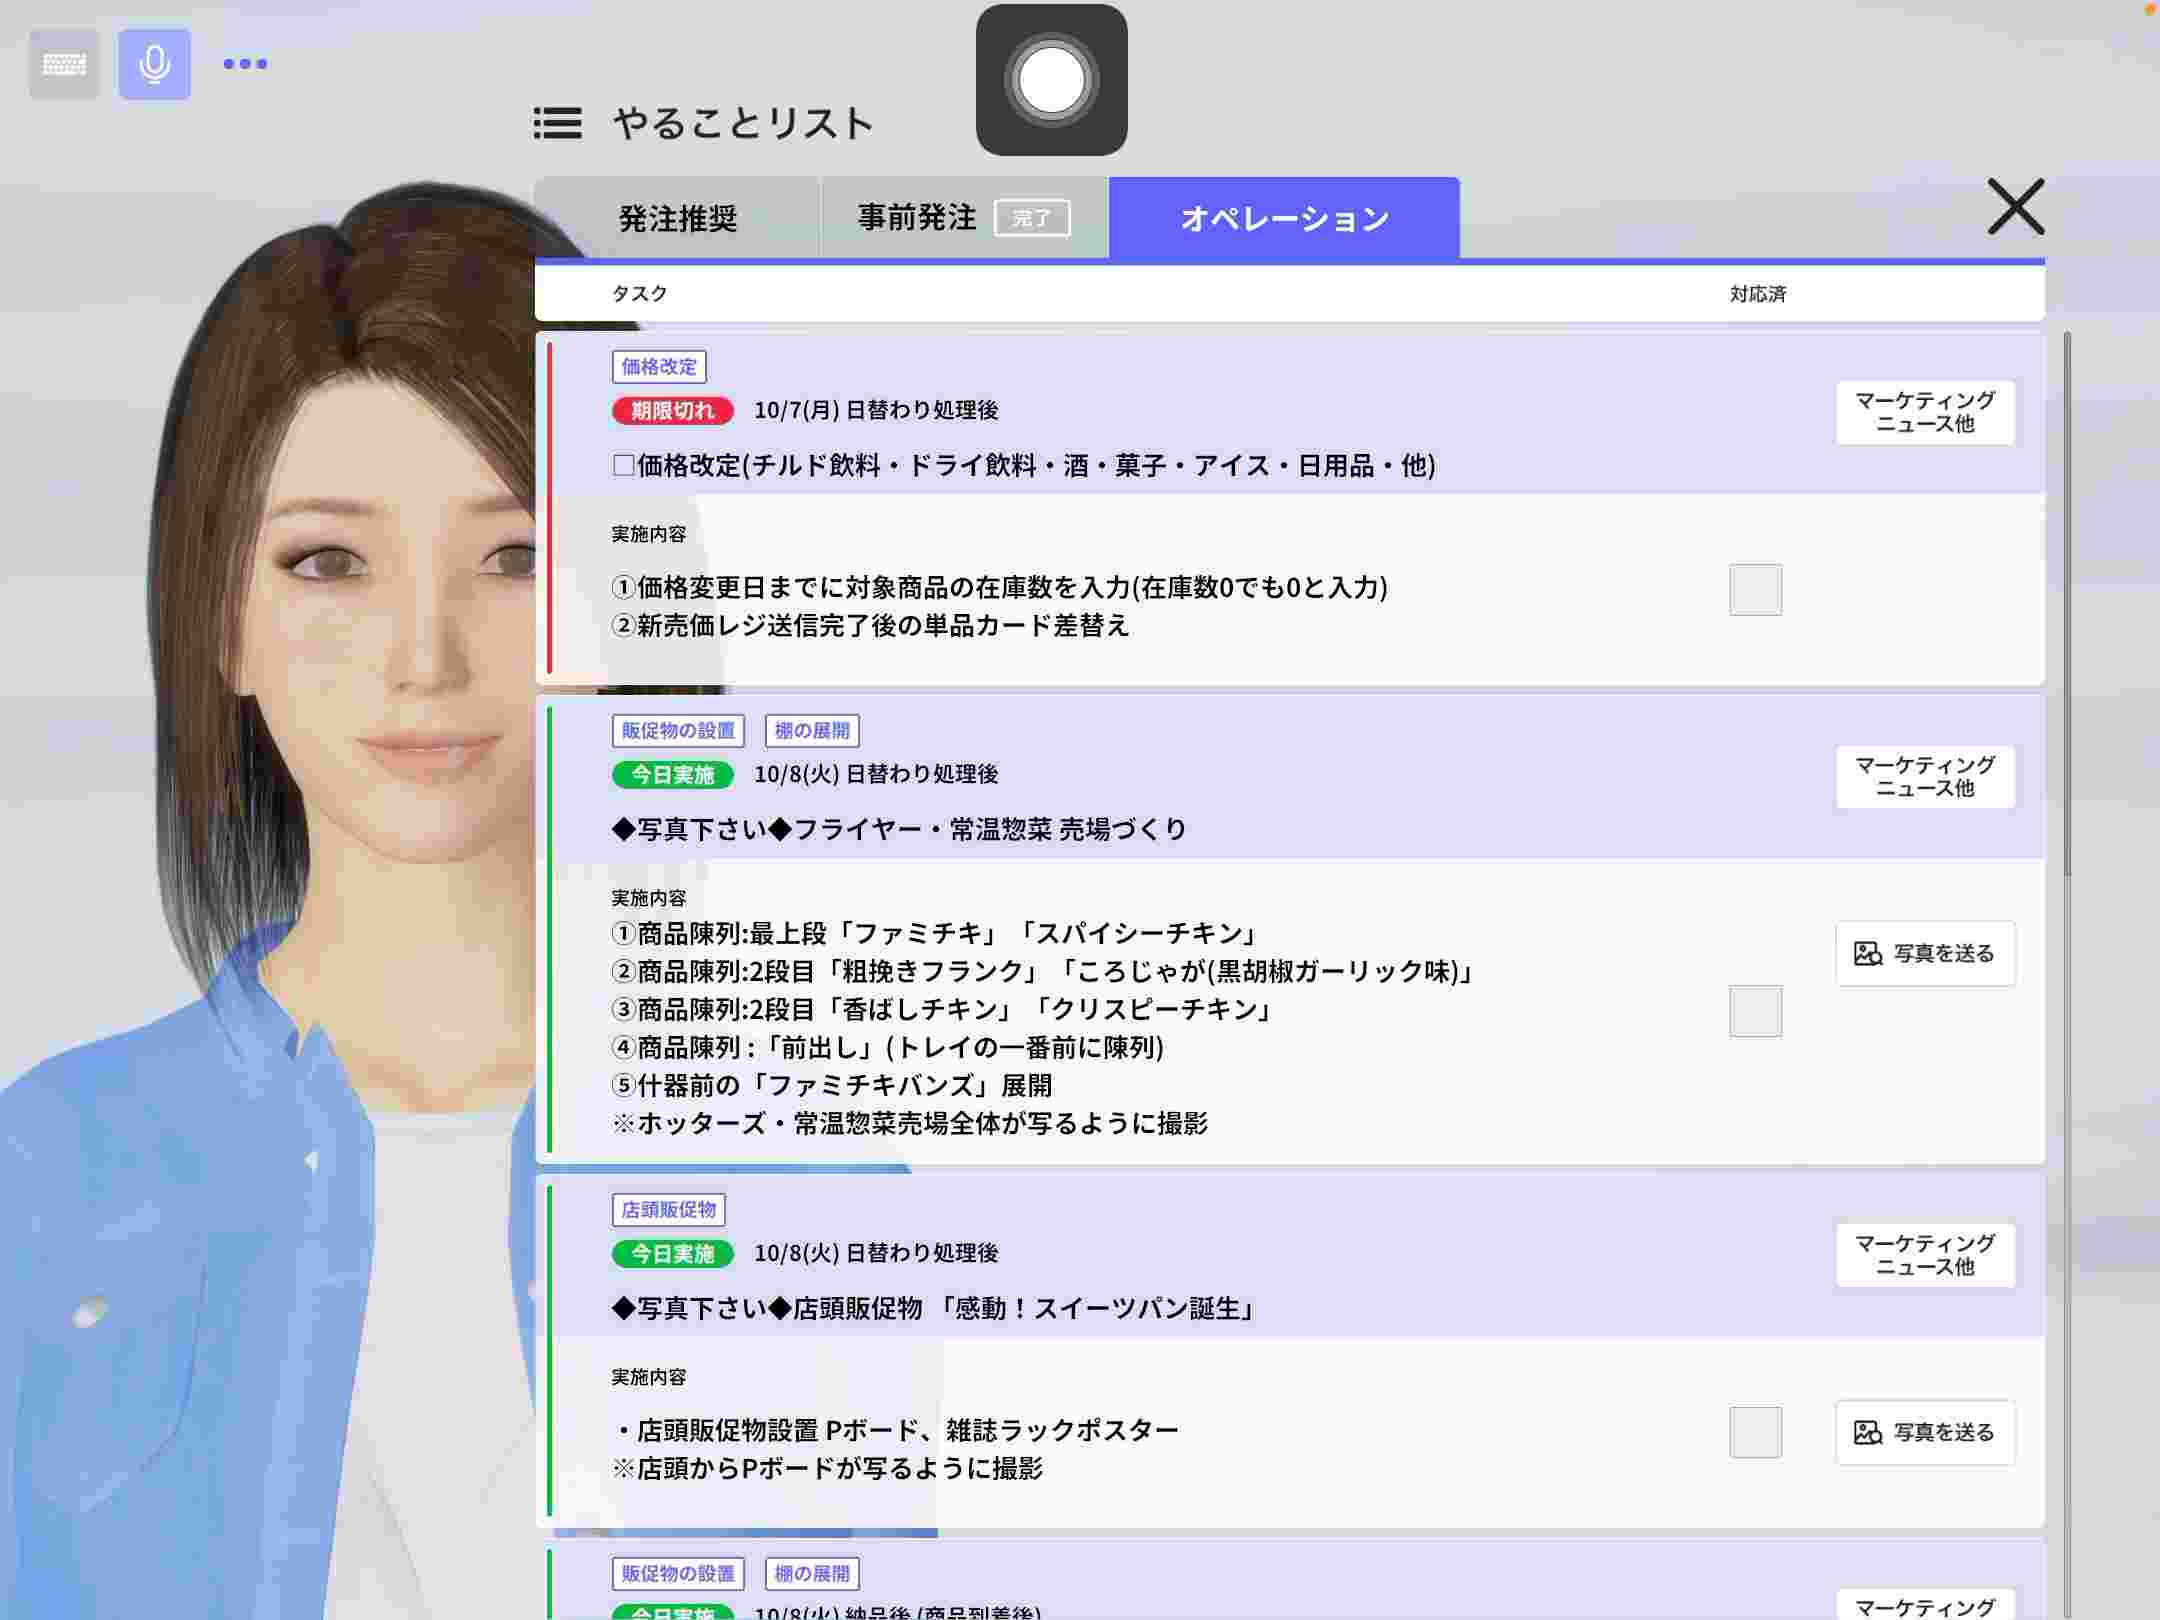 やることリスト
発注推奨
事前発注 完了
オペレーション
タスク
対応済
価格改定
期限切れ 10/7(月) 日替わり処理後
マーケティング
ニュース他
□価格改定(チルド飲料・ドライ飲料・酒・菓子・アイス・日用品・他)
実施内容
①価格変更日までに対象商品の在庫数を入力(在庫数0でも0と入力)
②新売価レジ送信完了後の単品カード差替え
販促物の設置 棚の展開
今日実施 10/8(火) 日替わり処理後
マーケティング
ニュース他
◆写真下さい◆フライヤー・常温惣菜 売場づくり
実施内容
①商品陳列:最上段「ファミチキ」「スパイシーチキン」
②商品陳列:2段目「粗挽きフランク」「ころじゃが(黒胡椒ガーリック味)」
③商品陳列:2段目「香ばしチキン」「クリスピーチキン」
④商品陳列 :「前出し」(トレイの一番前に陳列)
⑤什器前の「ファミチキバンズ」展開
※ホッターズ・常温惣菜売場全体が写るように撮影
写真を送る
店頭販促物
今日実施 10/8(火) 日替わり処理後
マーケティング
ニュース他
◆写真下さい◆店頭販促物 「感動！スイーツパン誕生」
実施内容
・店頭販促物設置 Pボード、雑誌ラックポスター
※店頭からPボードが写るように撮影
写真を送る
販促物の設置 棚の展開
今日実施 10/8(火) 納品後 (商品到着後)
マーケティング